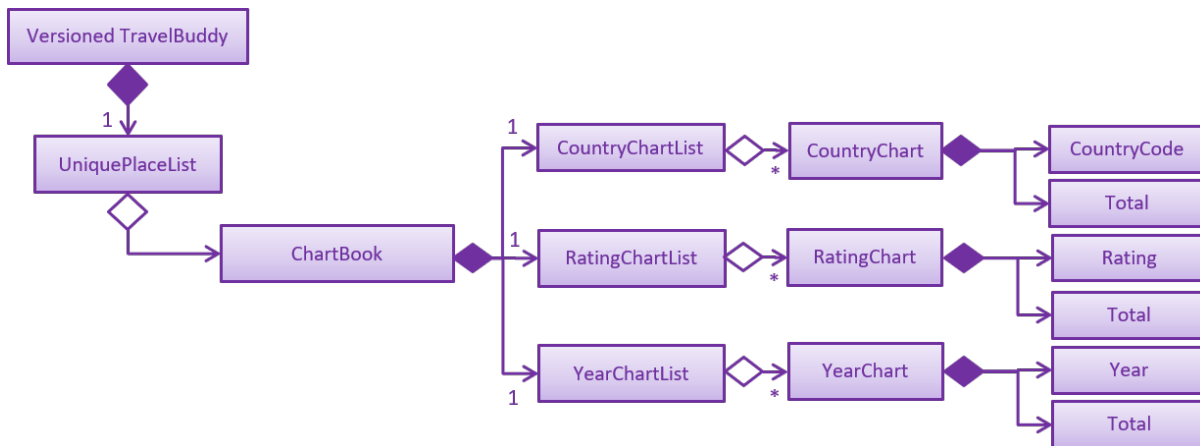 Versioned TravelBuddy
1
UniquePlaceList
ChartBook
1
CountryChartList
*
CountryChart
CountryCode
Total
1
RatingChartList
*
RatingChart
Rating
Total
1
YearChartList
*
YearChart
Year
Total